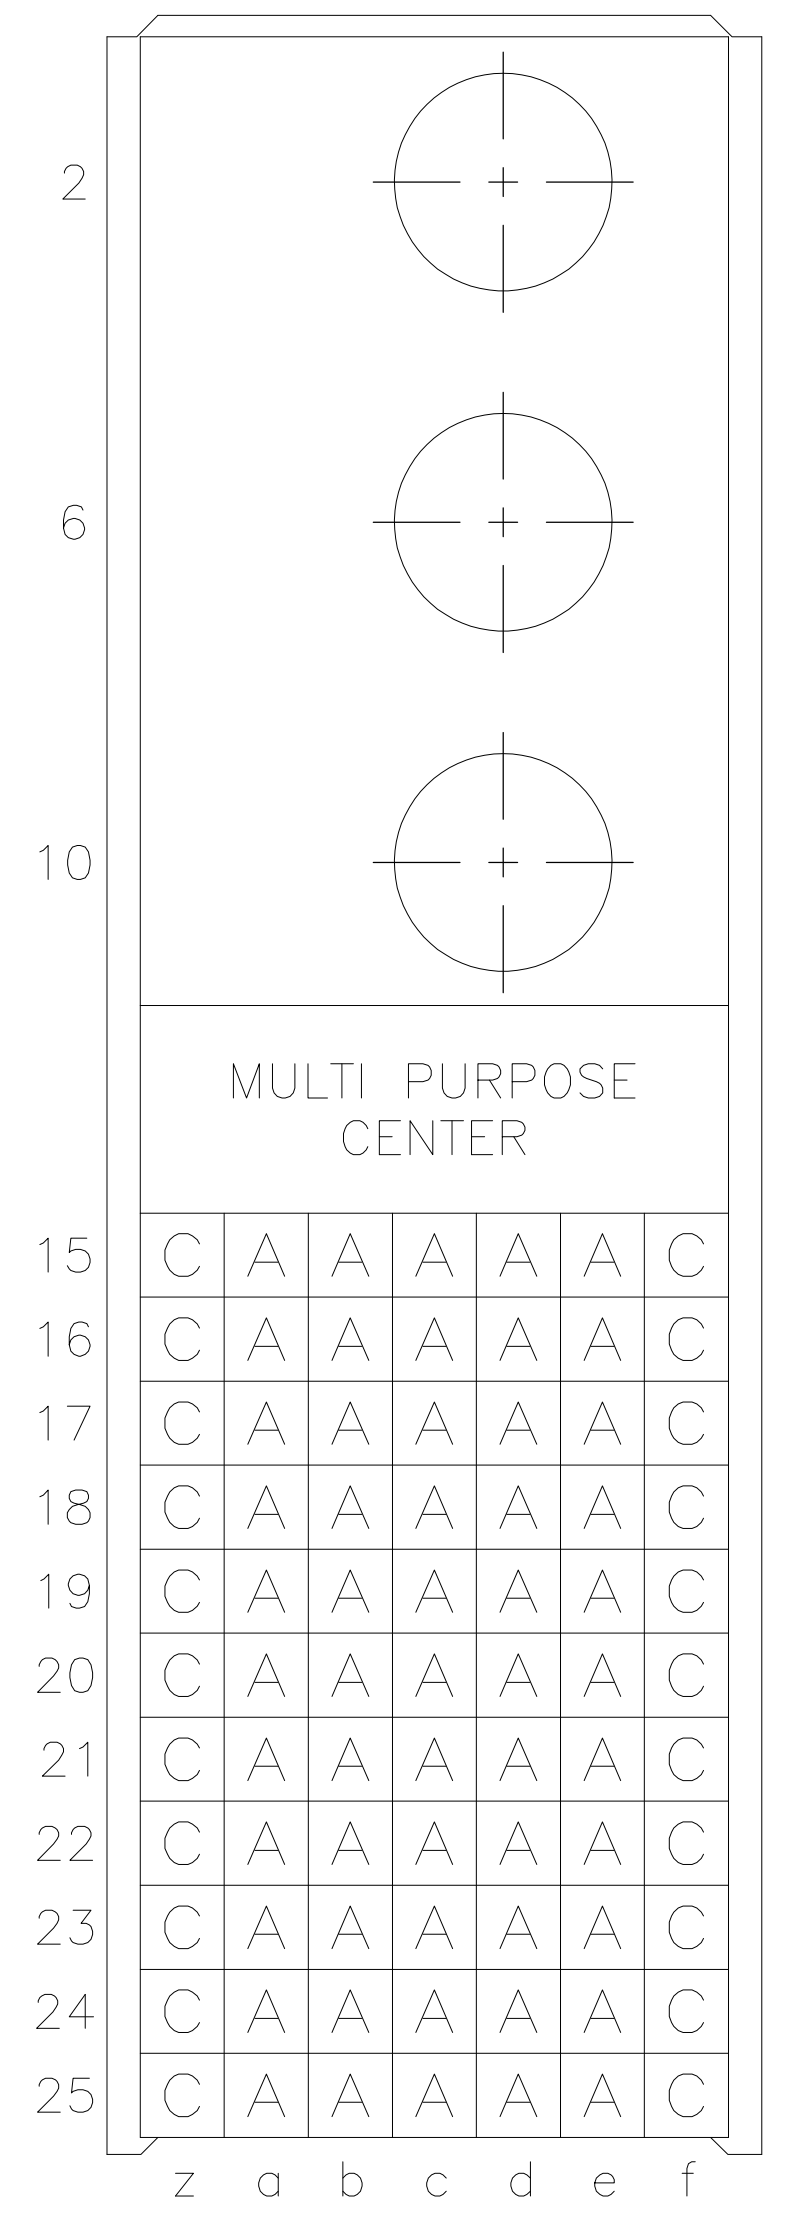 2
6
10
MULTI PURPOSE
CENTER
15 C A A A A A C
16 C A A A A A C
17 C A A A A A C
18 C A A A A A C
19 C A A A A A C
20 C A A A A A C
21 C A A A A A C
22 C A A A A A C
23 C A A A A A C
24 C A A A A A C
25 C A A A A A C
z a b c d e f